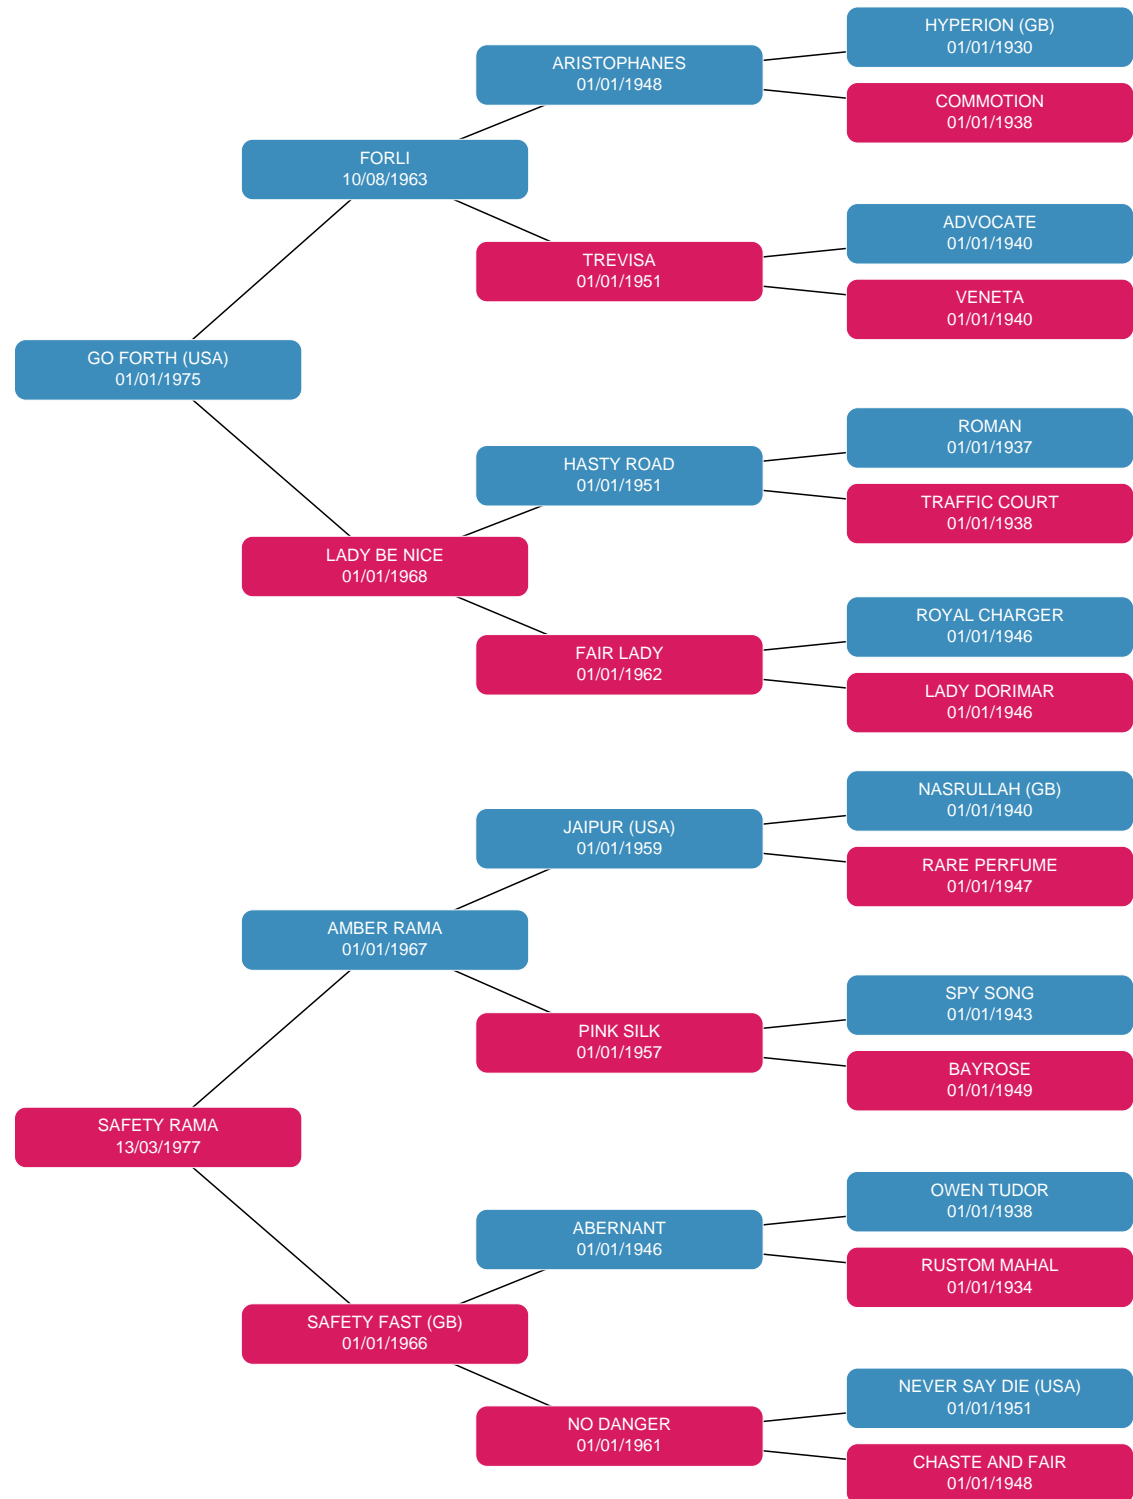 HYPERION (GB)
01/01/1930
ARISTOPHANES
01/01/1948
COMMOTION
01/01/1938
FORLI
10/08/1963
ADVOCATE
01/01/1940
TREVISA
01/01/1951
VENETA
01/01/1940
GO FORTH (USA)
01/01/1975
ROMAN
01/01/1937
HASTY ROAD
01/01/1951
TRAFFIC COURT
01/01/1938
LADY BE NICE
01/01/1968
ROYAL CHARGER
01/01/1946
FAIR LADY
01/01/1962
LADY DORIMAR
01/01/1946
NASRULLAH (GB)
01/01/1940
JAIPUR (USA)
01/01/1959
RARE PERFUME
01/01/1947
AMBER RAMA
01/01/1967
SPY SONG
01/01/1943
PINK SILK
01/01/1957
BAYROSE
01/01/1949
SAFETY RAMA
13/03/1977
OWEN TUDOR
01/01/1938
ABERNANT
01/01/1946
RUSTOM MAHAL
01/01/1934
SAFETY FAST (GB)
01/01/1966
NEVER SAY DIE (USA)
01/01/1951
NO DANGER
01/01/1961
CHASTE AND FAIR
01/01/1948